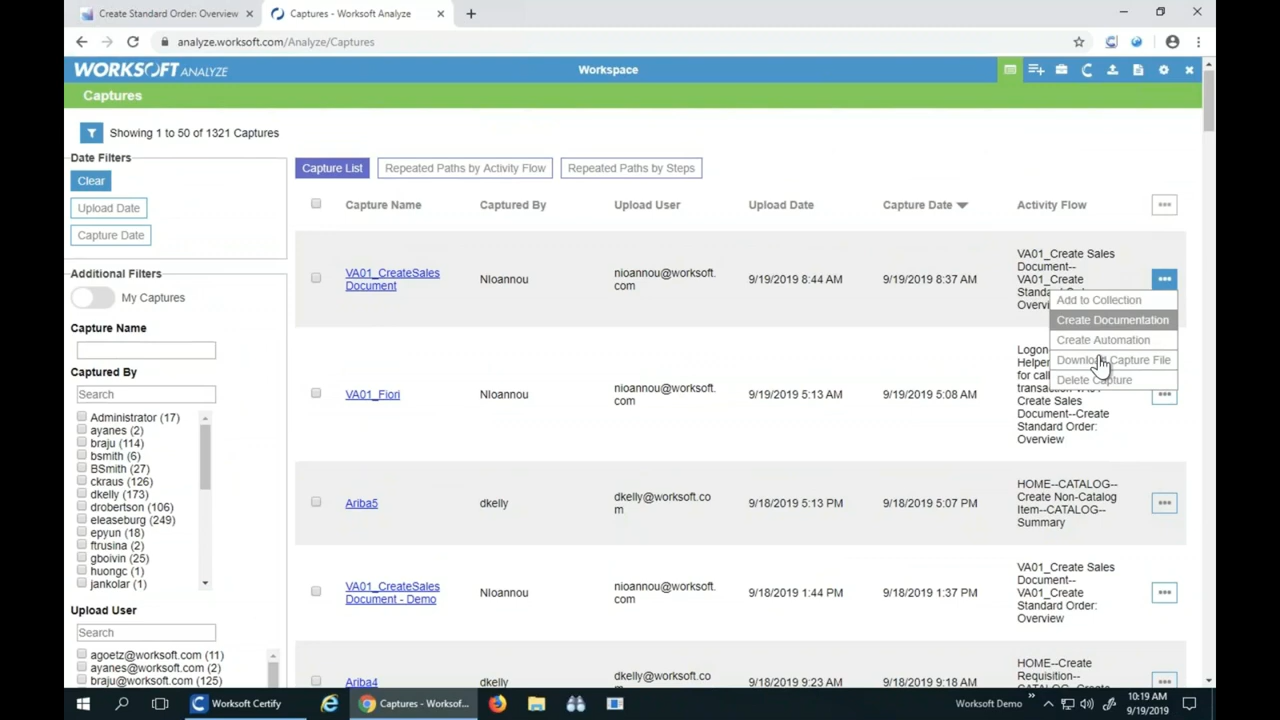 Create Standard Order: Overview
Captures - Worksoft Analyze
analyze.worksoft.com/Analyze/Captures
WORKSOFT ANALYZE
Workspace
Captures
Showing 1 to 50 of 1321 Captures
Date Filters
Clear
Upload Date
Capture Date
Additional Filters
My Captures
Capture Name
Captured By
Search
Administrator (17)
ayanes (2)
braju (114)
bsmith (6)
BSmith (27)
ckraus (126)
dkelly (173)
drobertson (106)
eleaseburg (249)
epyun (18)
ftrusina (2)
gboivin (25)
huongc (1)
jankolar (1)
Upload User
Search
agoetz@worksoft.com (11)
ayanes@worksoft.com (2)
braju@worksoft.com (125)
Capture List
Repeated Paths by Activity Flow
Repeated Paths by Steps
Capture Name
Captured By
Upload User
Upload Date
Capture Date
Activity Flow
VA01_CreateSales
Document
NIoannou
nioannou@worksoft.
com
9/19/2019 8:44 AM
9/19/2019 8:37 AM
VA01_Create Sales
Document--
VA01_Create
Overvi
Add to Collection
Create Documentation
Create Automation
Download Capture File
Delete Capture
VA01_Fiori
NIoannou
nioannou@worksoft.
com
9/19/2019 5:13 AM
9/19/2019 5:08 AM
Logon
Helper
for call
Create Sales
Document--Create
Standard Order:
Overview
Ariba5
dkelly
dkelly@worksoft.co
m
9/18/2019 5:13 PM
9/18/2019 5:07 PM
HOME--CATALOG--
Create Non-Catalog
Item--CATALOG--
Summary
VA01_CreateSales
Document - Demo
NIoannou
nioannou@worksoft.
com
9/18/2019 1:44 PM
9/18/2019 1:37 PM
VA01_Create Sales
Document--
VA01_Create
Standard Order:
Overview
Ariba4
dkelly
dkelly@worksoft.co
9/18/2019 9:23 AM
9/18/2019 9:18 AM
HOME--Create
Requisition--
Worksoft Certify
Captures - Worksof...
Worksoft Demo
10:19 AM
9/19/2019